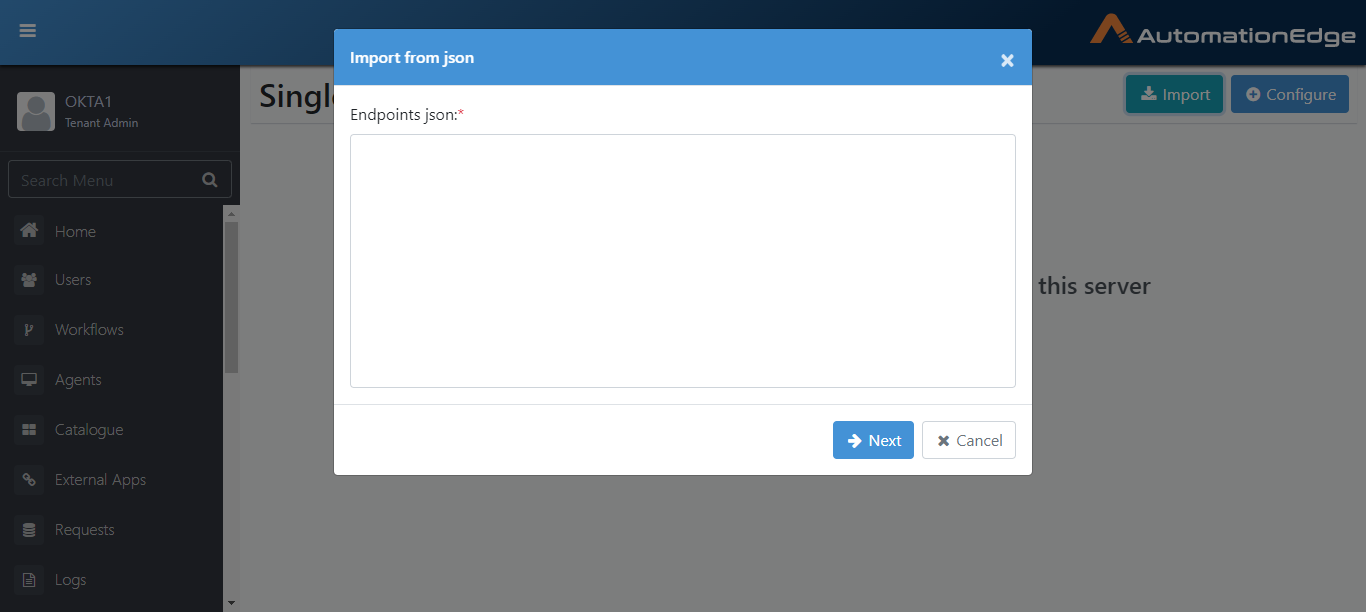 AutomationEdge
Import from json
×
OKTA1
Tenant Admin
Singl
Import
Configure
Endpoints json:*
Search Menu
Home
Users
Workflows
Agents
Catalogue
External Apps
Requests
Logs
this server
Next
Cancel